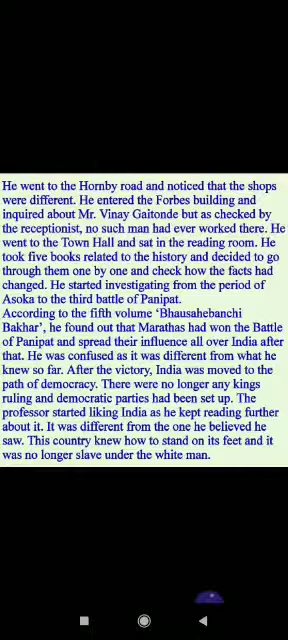 He went to the Hornby road and noticed that the shops
were different. He entered the Forbes building and
inquired about Mr. Vinay Gaitonde but as checked by
the receptionist, no such man had ever worked there. He
went to the Town Hall and sat in the reading room. He
took five books related to the history and decided to go
through them one by one and check how the facts had
changed. He started investigating from the period of
Asoka to the third battle of Panipat.
According to the fifth volume ‘Bhausahebanchi
Bakhar’, he found out that Marathas had won the Battle
of Panipat and spread their influence all over India after
that. He was confused as it was different from what he
knew so far. After the victory, India was moved to the
path of democracy. There were no longer any kings
ruling and democratic parties had been set up. The
professor started liking India as he kept reading further
about it. It was different from the one he believed he
saw. This country knew how to stand on its feet and it
was no longer slave under the white man.